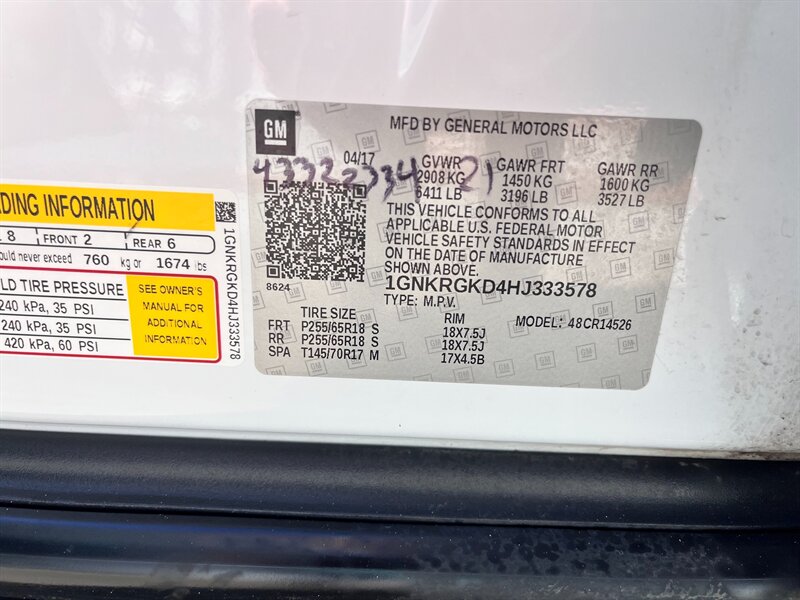 DING INFORMATION
8 FRONT 2 REAR 6
ould never exceed 760 kg or 1674 lbs
LD TIRE PRESSURE
240 kPa, 35 PSI
240 kPa, 35 PSI
420 kPa, 60 PSI
SEE OWNER'S
MANUAL FOR
ADDITIONAL
INFORMATION
1GNKRGKD4HJ333578
GM
MFD BY GENERAL MOTORS LLC
04/17 GVWR GAWR FRT GAWR RR
2908 KG 1450 KG 1600 KG
6411 LB 3196 LB 3527 LB
43322334 21
THIS VEHICLE CONFORMS TO ALL
APPLICABLE U.S. FEDERAL MOTOR
VEHICLE SAFETY STANDARDS IN EFFECT
ON THE DATE OF MANUFACTURE
SHOWN ABOVE.
8624
1GNKRGKD4HJ333578
TYPE: M.P.V.
TIRE SIZE RIM MODEL: 48CR14526
FRT P255/65R18 S 18X7.5J
RR P255/65R18 S 18X7.5J
SPA T145/70R17 M 17X4.5B